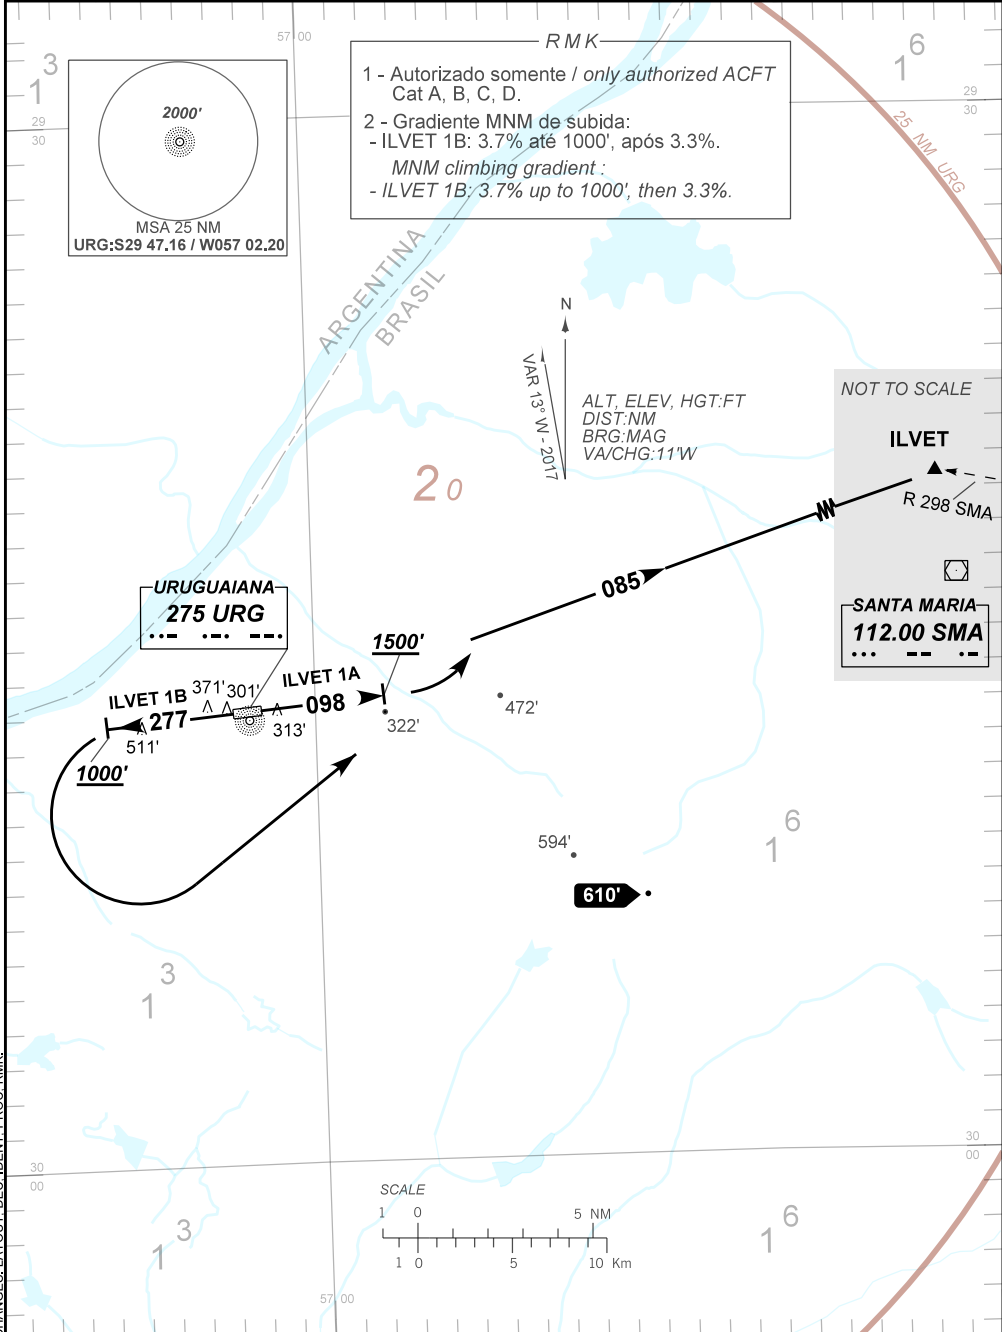 57 00
RMK
1 - Autorizado somente / only authorized ACFT
Cat A, B, C, D.
2 - Gradiente MNM de subida:
- ILVET 1B: 3.7% até 1000', após 3.3%.
MNM climbing gradient :
- ILVET 1B: 3.7% up to 1000', then 3.3%.
1 3
1 6
29
30
29
30
2000'
MSA 25 NM
URG:S29 47.16 / W057 02.20
25 NM URG
ARGENTINA
BRASIL
N
VAR 13° W - 2017
ALT, ELEV, HGT:FT
DIST:NM
BRG:MAG
VA/CHG:11'W
NOT TO SCALE
ILVET
R 298 SMA
2 0
085
URUGUAIANA
275 URG
SANTA MARIA
112.00 SMA
1500'
ILVET 1A
098
ILVET 1B
277
371'
301'
313'
322'
472'
511'
1000'
594'
610'
1 6
1 3
30
00
30
00
SCALE
1 0 5 NM
1 0 5 10 Km
1 3
1 6
57 00